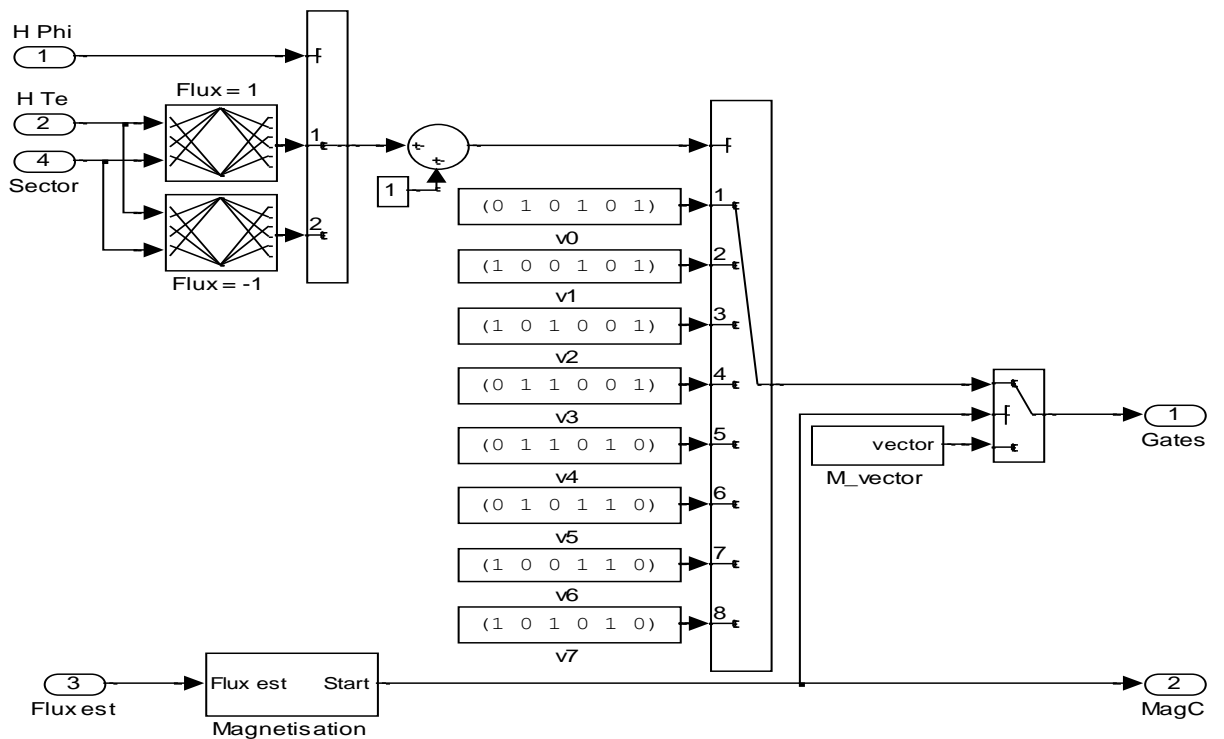 H Phi
1
H Te
2
4
Sector
Flux = 1
Flux = -1
1
2
1
(0 1 0 1 0 1)
v0
(1 0 0 1 0 1)
v1
(1 0 1 0 0 1)
v2
(0 1 1 0 0 1)
v3
(0 1 1 0 1 0)
v4
(0 1 0 1 1 0)
v5
(1 0 0 1 1 0)
v6
(1 0 1 0 1 0)
v7
1
2
3
4
5
6
7
8
vector
M_vector
1
Gates
3
Flux est
Flux est Start
Magnetisation
2
MagC